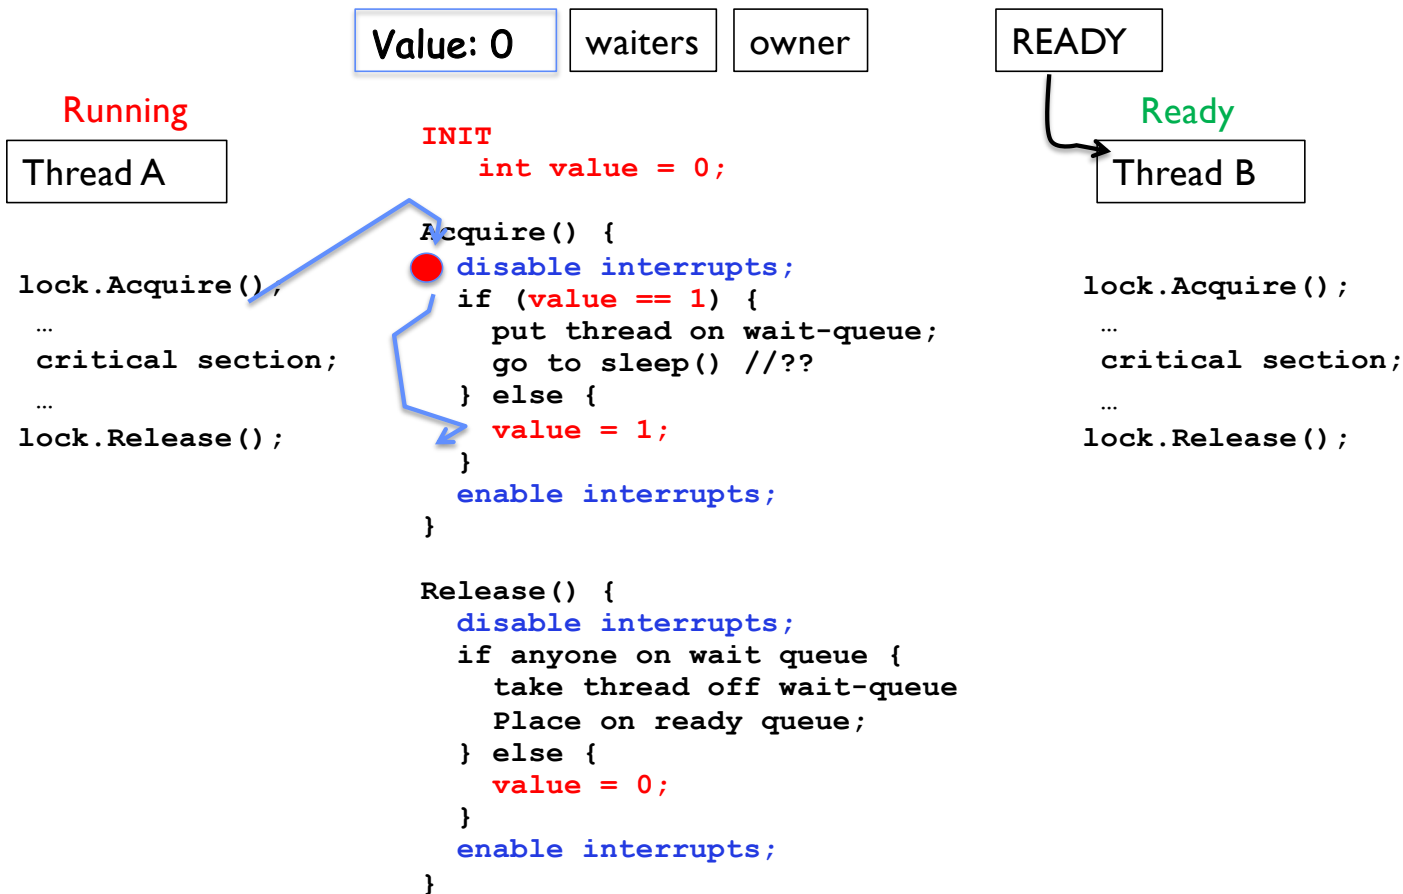 Value: 0
waiters
owner
READY
Running
Ready
Thread A
Thread B
INIT
int value = 0;
Acquire() {
disable interrupts;
if (value == 1) {
put thread on wait-queue;
go to sleep() //??
} else {
value = 1;
}
enable interrupts;
}
Release() {
disable interrupts;
if anyone on wait queue {
take thread off wait-queue
Place on ready queue;
} else {
value = 0;
}
enable interrupts;
}
lock.Acquire();
…
critical section;
…
lock.Release();
lock.Acquire();
…
critical section;
…
lock.Release();